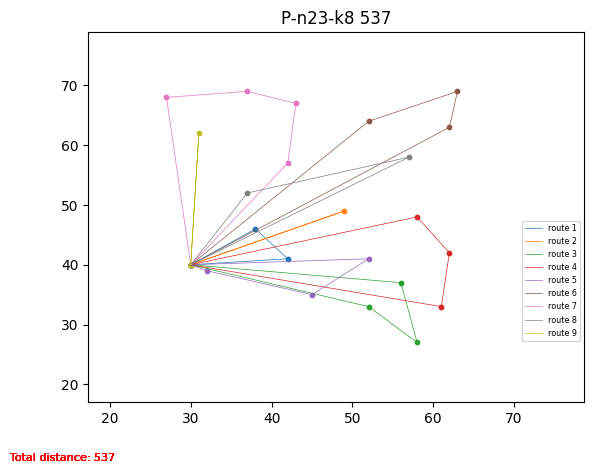 P-n23-k8 537
70
60
50
40
30
20
20 30 40 50 60 70
route 1
route 2
route 3
route 4
route 5
route 6
route 7
route 8
route 9
Total distance: 537